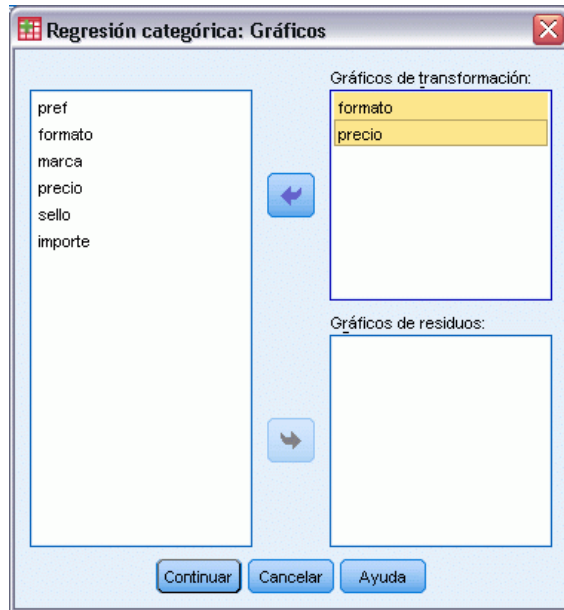 Regresión categórica: Gráficos
pref
formato
marca
precio
sello
importe
Gráficos de transformación:
formato
precio
Gráficos de residuos:
Continuar
Cancelar
Ayuda